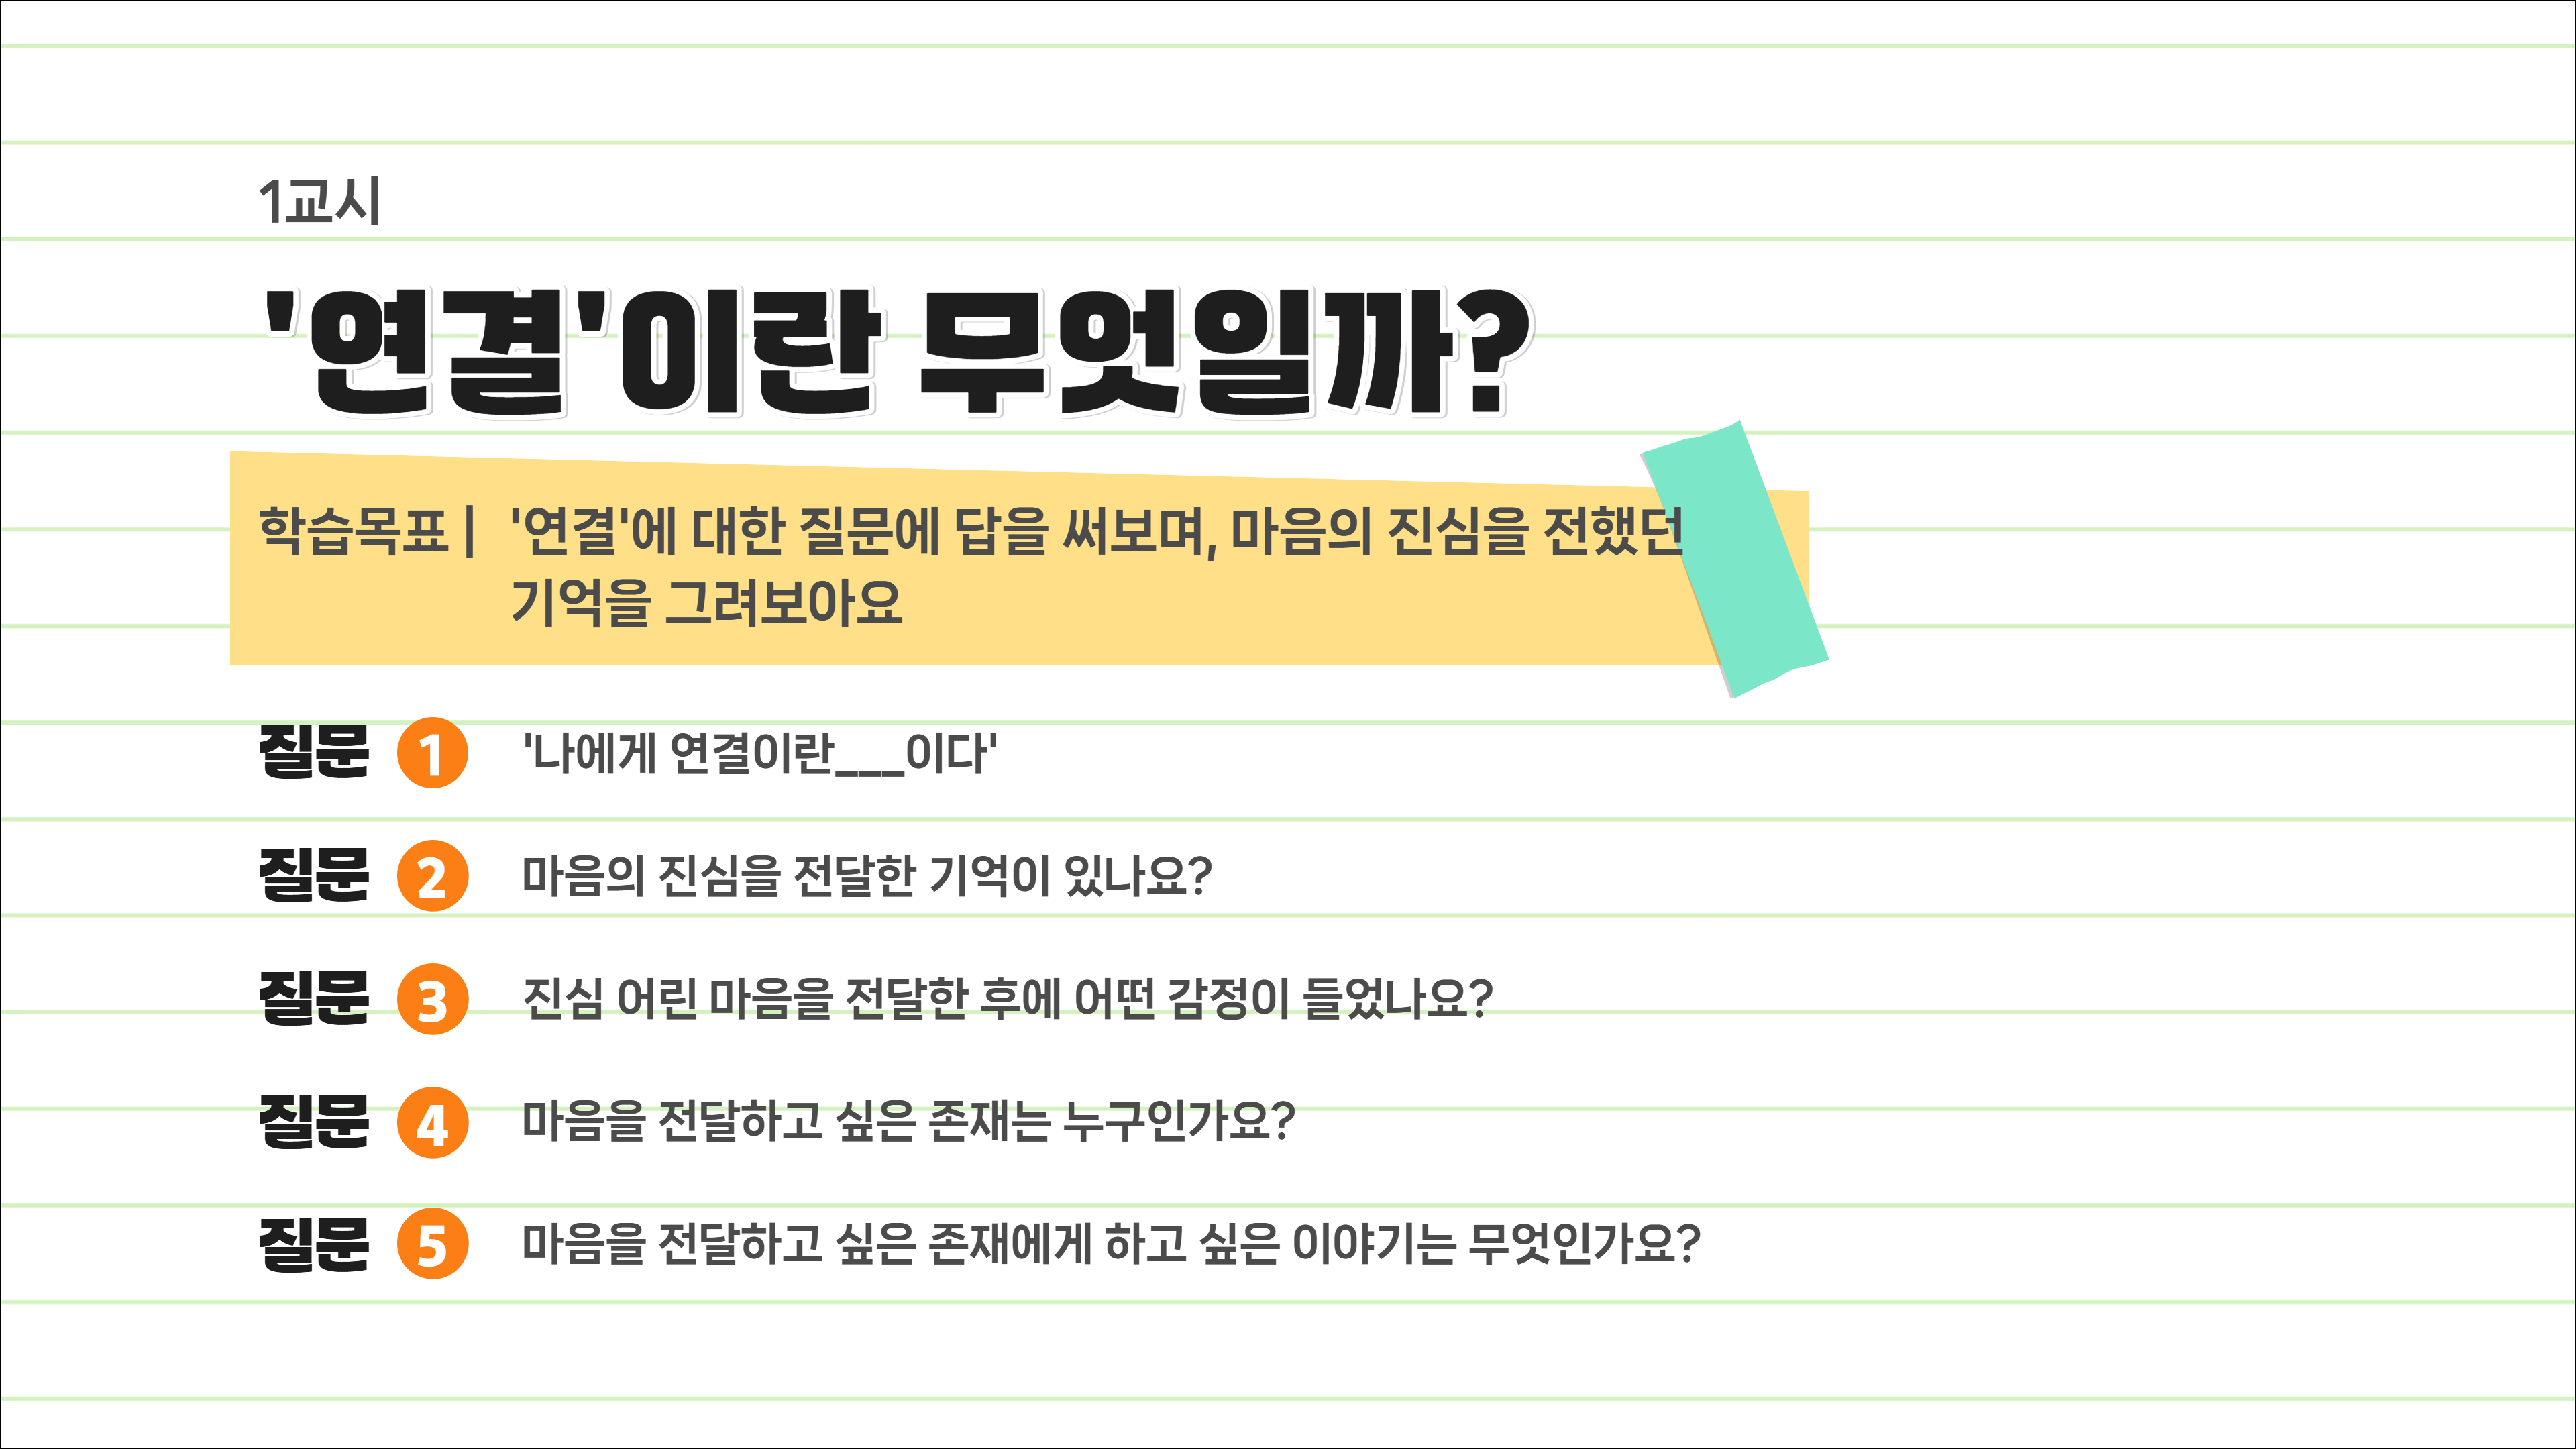 1교시
'연결'이란 무엇일까?
학습목표 | '연결'에 대한 질문에 답을 써보며, 마음의 진심을 전했던
기억을 그려보아요
질문 1 '나에게 연결이란___이다'
질문 2 마음의 진심을 전달한 기억이 있나요?
질문 3 진심 어린 마음을 전달한 후에 어떤 감정이 들었나요?
질문 4 마음을 전달하고 싶은 존재는 누구인가요?
질문 5 마음을 전달하고 싶은 존재에게 하고 싶은 이야기는 무엇인가요?